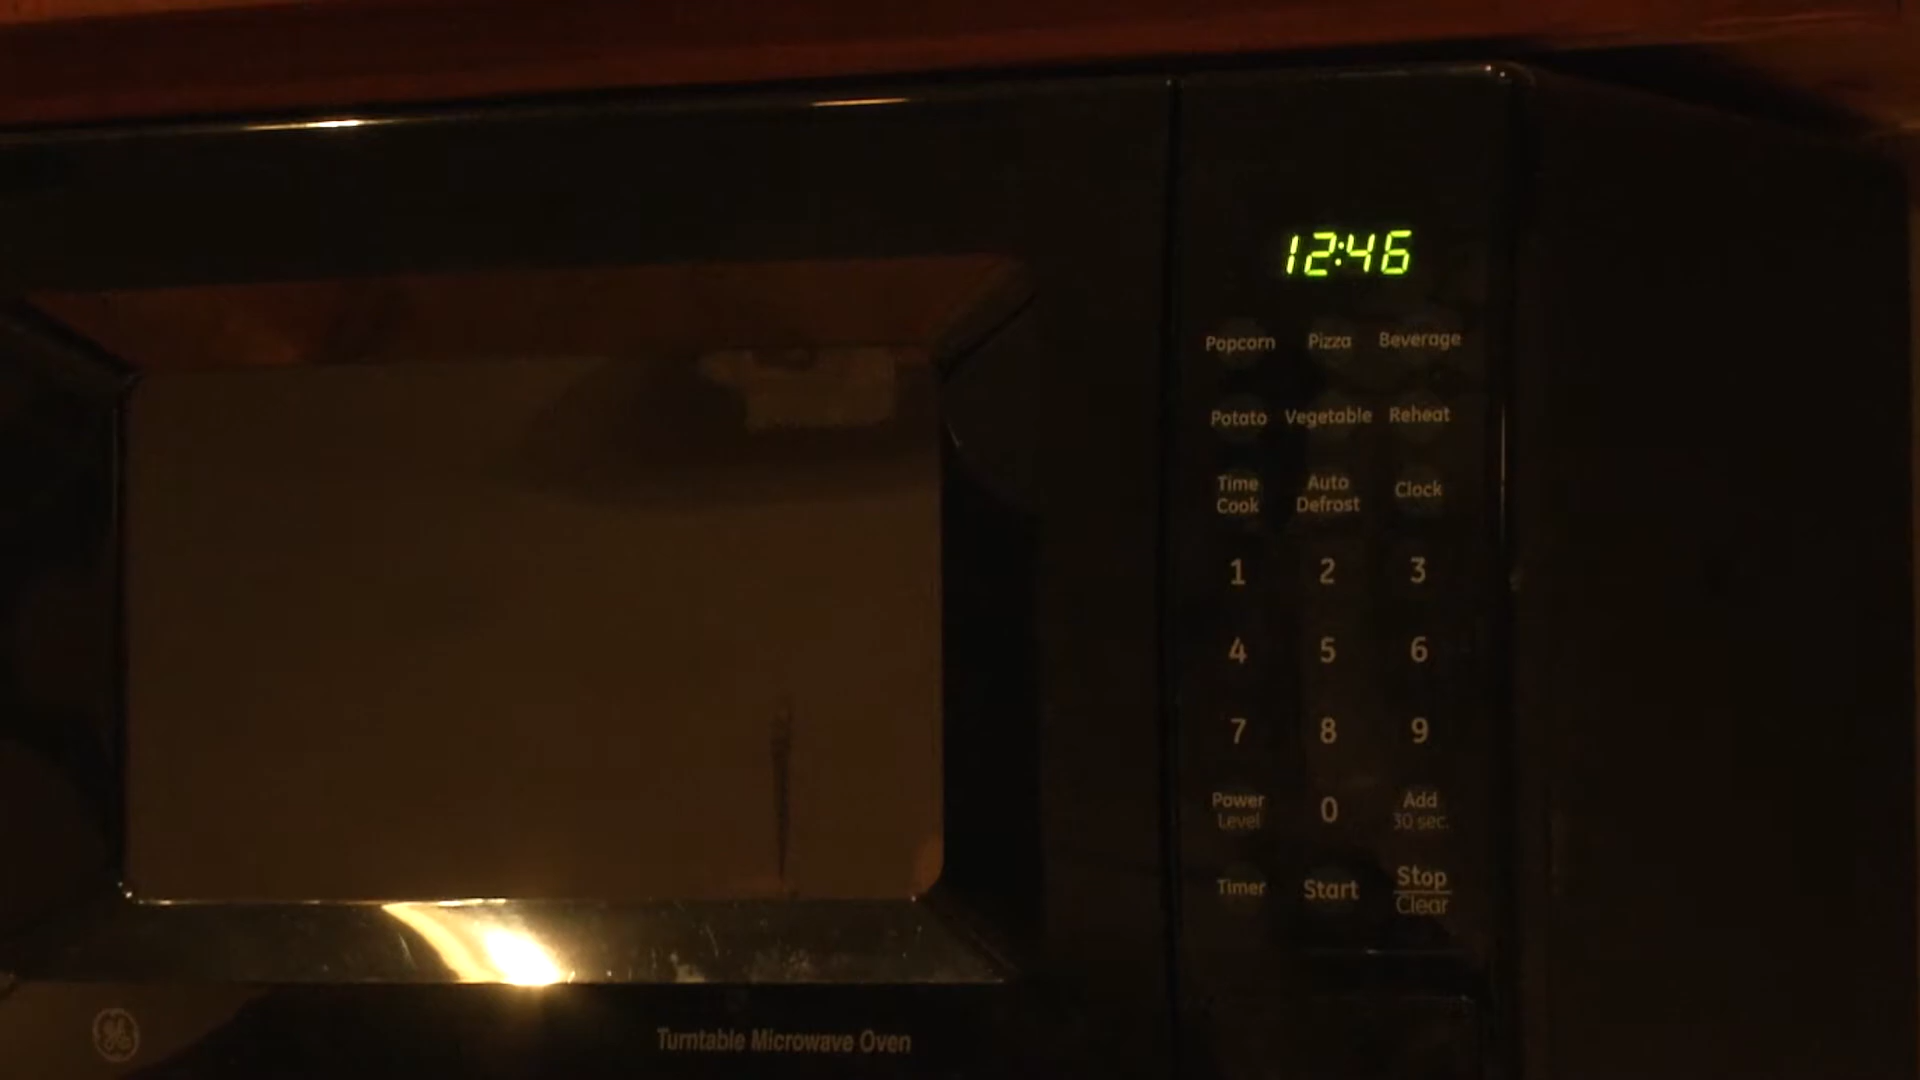 12:46
Popcorn Pizza Beverage
Potato Vegetable Reheat
Time Cook Auto Defrost Clock
1 2 3
4 5 6
7 8 9
Power Level 0 Add 30 sec.
Timer Start Stop Clear
GE
Turntable Microwave Oven